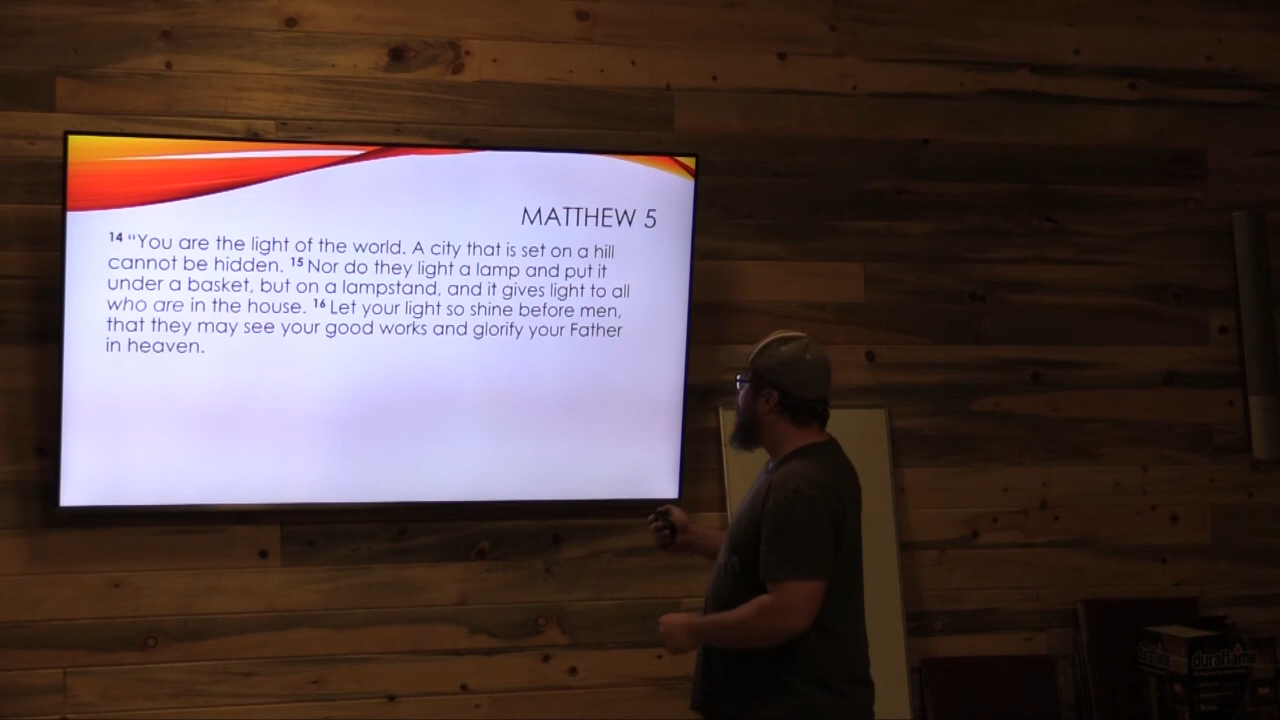 MATTHEW 5
14 “You are the light of the world. A city that is set on a hill
cannot be hidden. 15 Nor do they light a lamp and put it
under a basket, but on a lampstand, and it gives light to all
who are in the house. 16 Let your light so shine before men,
that they may see your good works and glorify your Father
in heaven.
duraflame